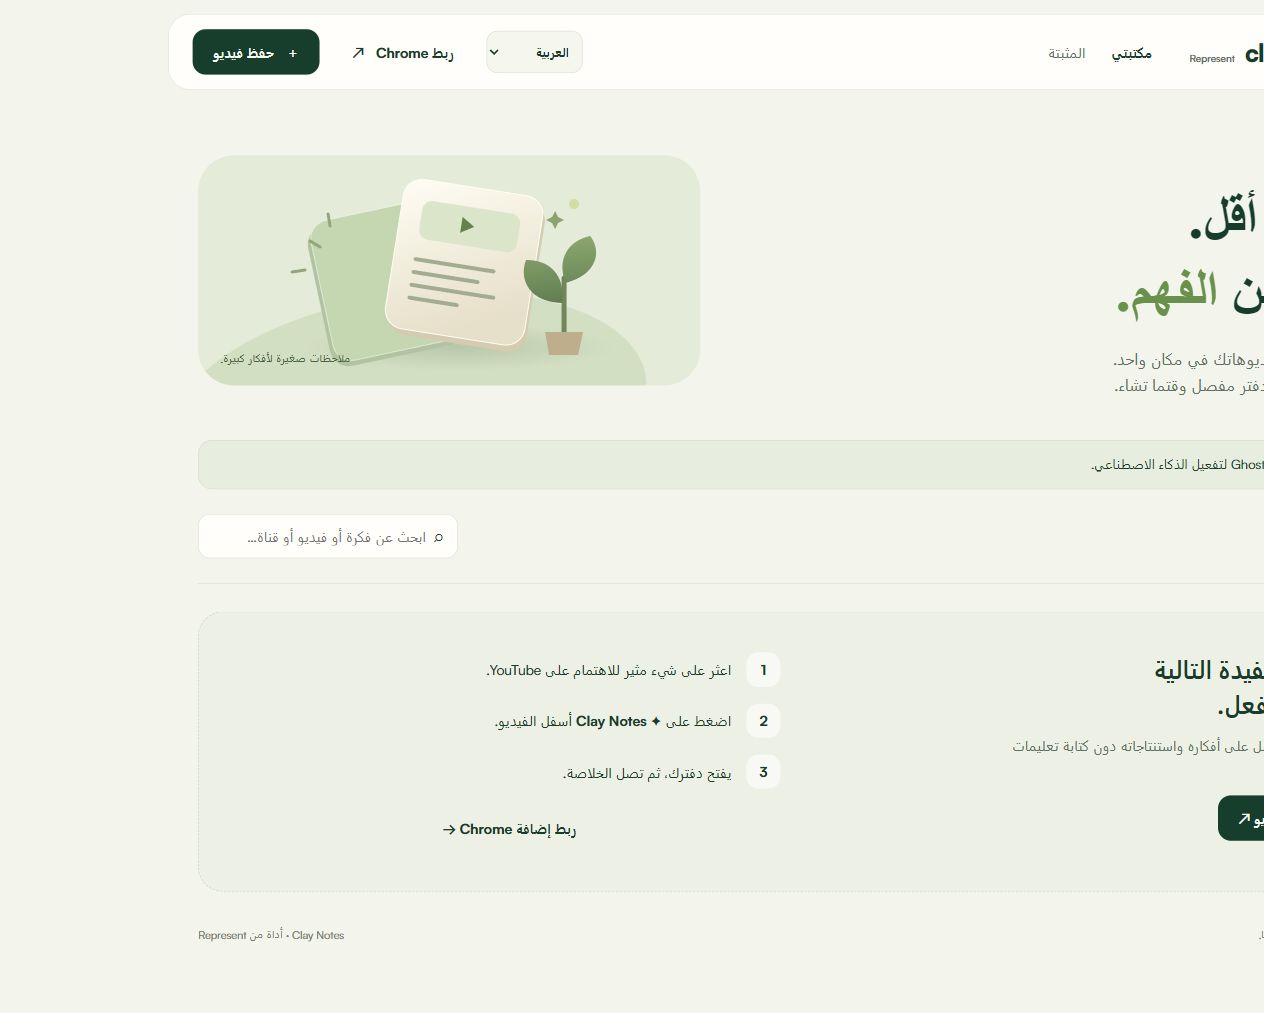 cl Represent
مكتبتي
المثبتة
العربية
ربط Chrome ↗
+ حفظ فيديو
أقل.
الفهم.
في مكان واحد.
مفصل وقتما تشاء.
ملاحظات صغيرة لأفكار كبيرة.
Ghost لتفعيل الذكاء الاصطناعي.
ابحث عن فكرة أو فيديو أو قناة...
التالية
على أفكاره واستنتاجاته دون كتابة تعليمات
1 اعثر على شيء مثير للاهتمام على YouTube.
2 اضغط على ✦ Clay Notes أسفل الفيديو.
3 يفتح دفترك، ثم تصل الخلاصة.
ربط إضافة Chrome →
Clay Notes • أداة من Represent